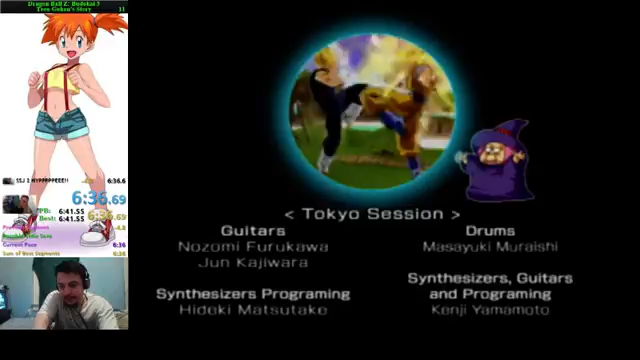 Dragon Ball Z: Budokai 3
Teen Gohan's Story 11
SSJ 2 HYPPPPPEEE!! 6:36.6
6:36.69
PB: 6:41.55
Best: 6:41.55
6:36.69
-4.8
Current Pace 6:36
Sum of Best Segments 6:36
< Tokyo Session >
Guitars
Nozomi Furukawa
Jun Kajiwara
Drums
Masayuki Muraishi
Synthesizers Programing
Hideki Matsutake
Synthesizers, Guitars
and Programing
Kenji Yamamoto